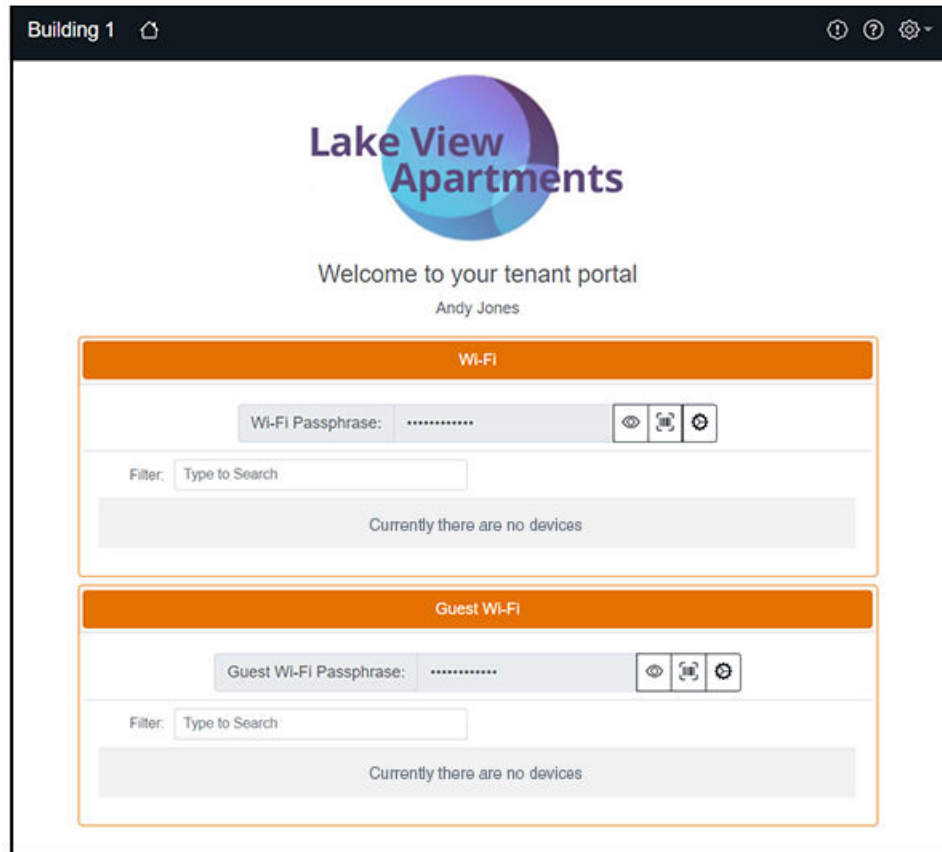 Building 1
Lake View
Apartments
Welcome to your tenant portal
Andy Jones
Wi-Fi
Wi-Fi Passphrase: ••••••••••••
Filter: Type to Search
Currently there are no devices
Guest Wi-Fi
Guest Wi-Fi Passphrase: ••••••••••••
Filter: Type to Search
Currently there are no devices